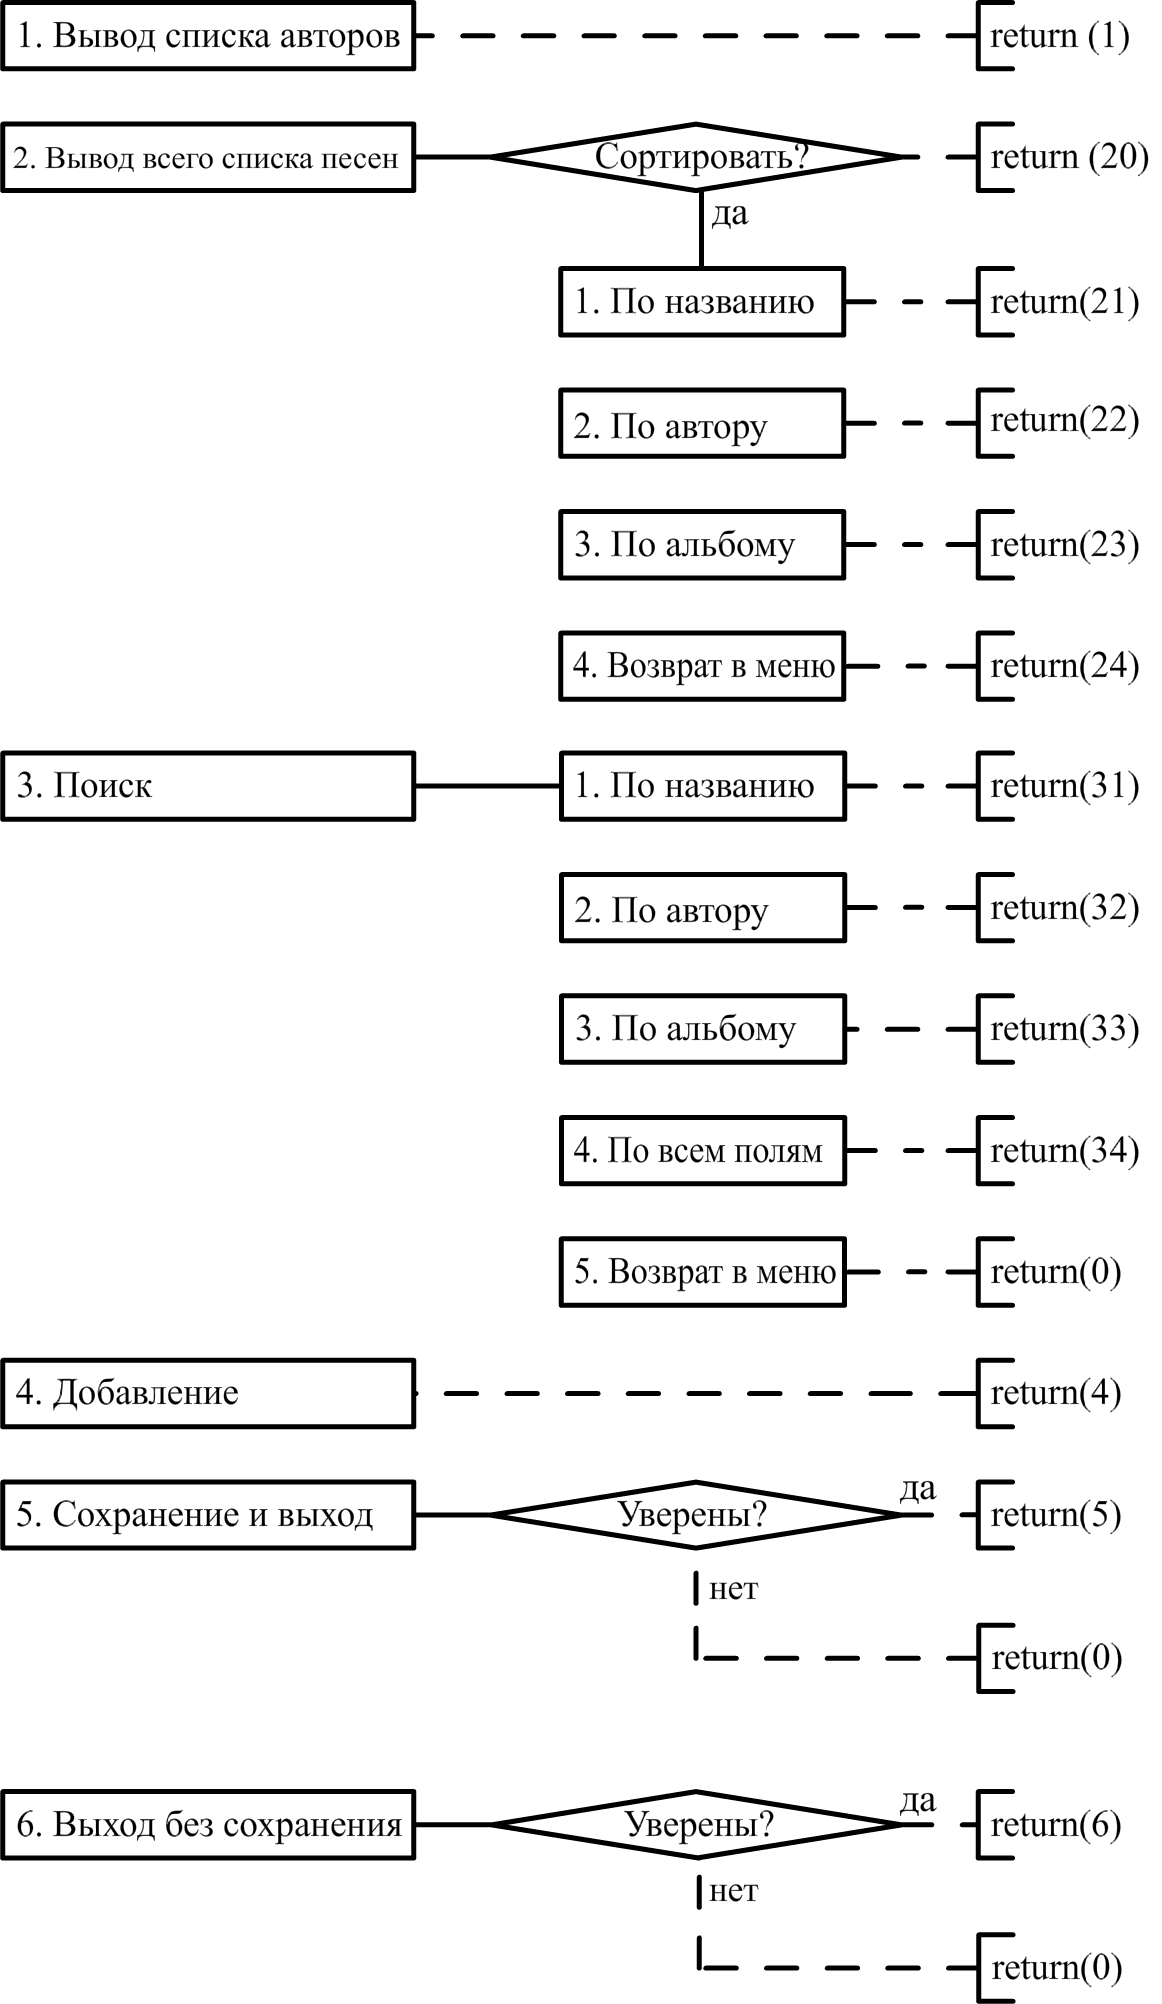 1. Вывод списка авторов
return (1)
2. Вывод всего списка песен
Сортировать?
return (20)
да
1. По названию
return(21)
2. По автору
return(22)
3. По альбому
return(23)
4. Возврат в меню
return(24)
3. Поиск
1. По названию
return(31)
2. По автору
return(32)
3. По альбому
return(33)
4. По всем полям
return(34)
5. Возврат в меню
return(0)
4. Добавление
return(4)
5. Сохранение и выход
Уверены?
да
return(5)
нет
return(0)
6. Выход без сохранения
Уверены?
да
return(6)
нет
return(0)